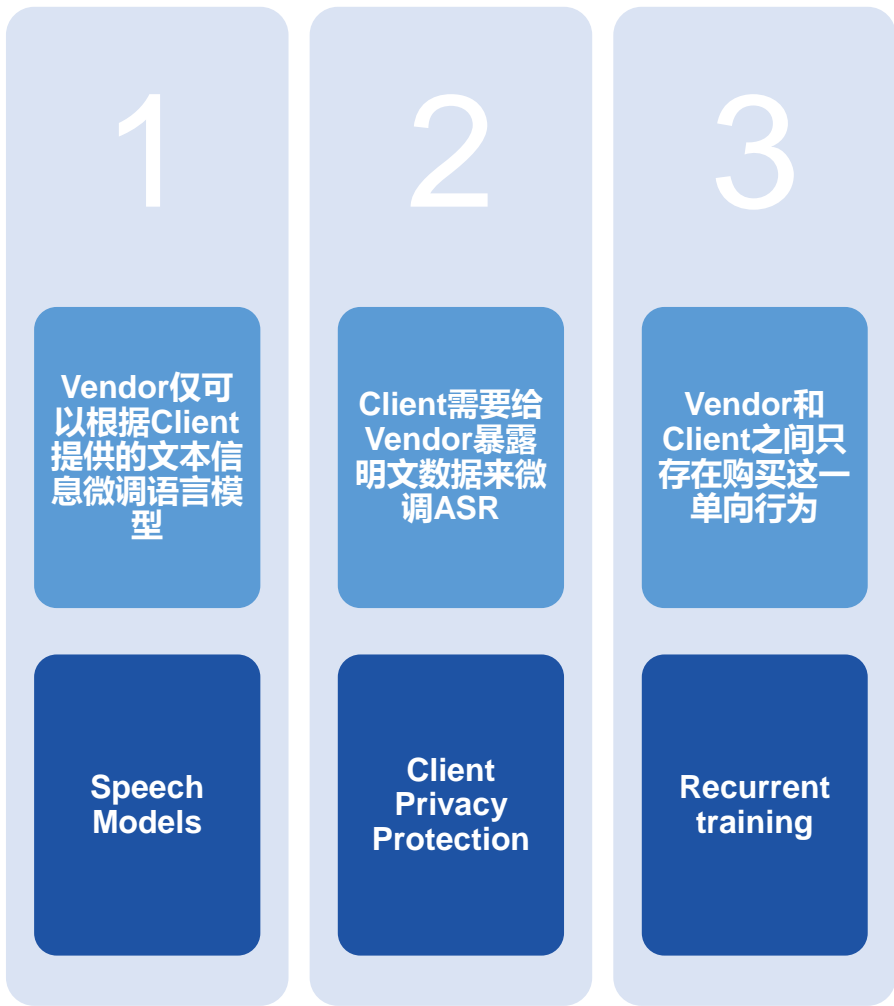 1
Vendor仅可
以根据Client
提供的文本信
息微调语言模
型
Speech
Models
2
Client需要给
Vendor暴露
明文数据来微
调ASR
Client
Privacy
Protection
3
Vendor和
Client之间只
存在购买这一
单向行为
Recurrent
training